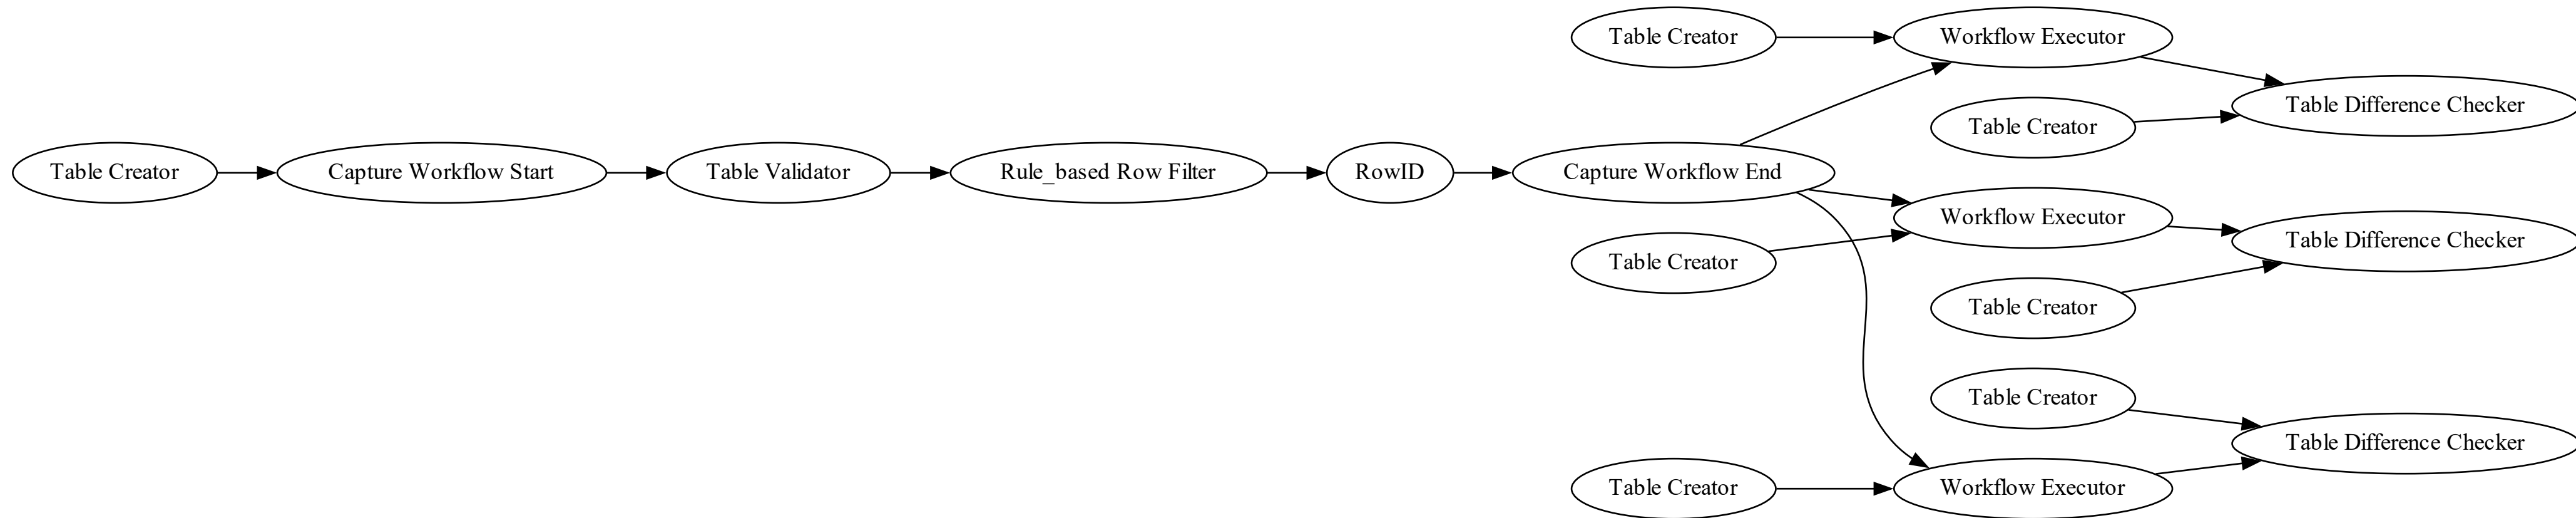 Table Creator
Workflow Executor
Table Difference Checker
Table Creator
Table Creator
Capture Workflow Start
Table Validator
Rule_based Row Filter
RowID
Capture Workflow End
Workflow Executor
Table Difference Checker
Table Creator
Table Creator
Table Creator
Table Difference Checker
Table Creator
Workflow Executor